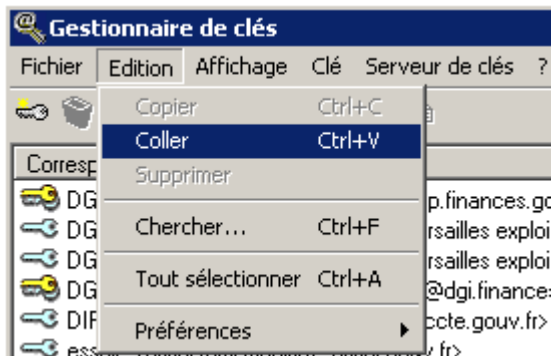 Gestionnaire de clés
Fichier Edition Affichage Clé Serveur de clés ?
Copier Ctrl+C
Coller Ctrl+V
Supprimer
Chercher... Ctrl+F
Tout sélectionner Ctrl+A
Préférences
Corresp
DG p.finances.go
DG rsailles exploi
DG rsailles exploi
DG @dgi.finance
DIF ccte.gouv.fr>